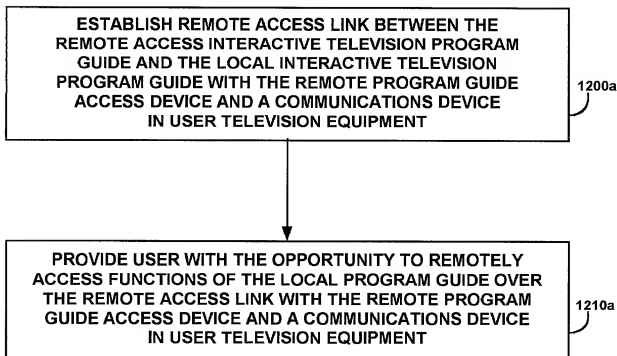 ESTABLISH REMOTE ACCESS LINK BETWEEN THE
REMOTE ACCESS INTERACTIVE TELEVISION PROGRAM
GUIDE AND THE LOCAL INTERACTIVE TELEVISION
PROGRAM GUIDE WITH THE REMOTE PROGRAM GUIDE
ACCESS DEVICE AND A COMMUNICATIONS DEVICE
IN USER TELEVISION EQUIPMENT
1200a
PROVIDE USER WITH THE OPPORTUNITY TO REMOTELY
ACCESS FUNCTIONS OF THE LOCAL PROGRAM GUIDE OVER
THE REMOTE ACCESS LINK WITH THE REMOTE PROGRAM
GUIDE ACCESS DEVICE AND A COMMUNICATIONS DEVICE
IN USER TELEVISION EQUIPMENT
1210a